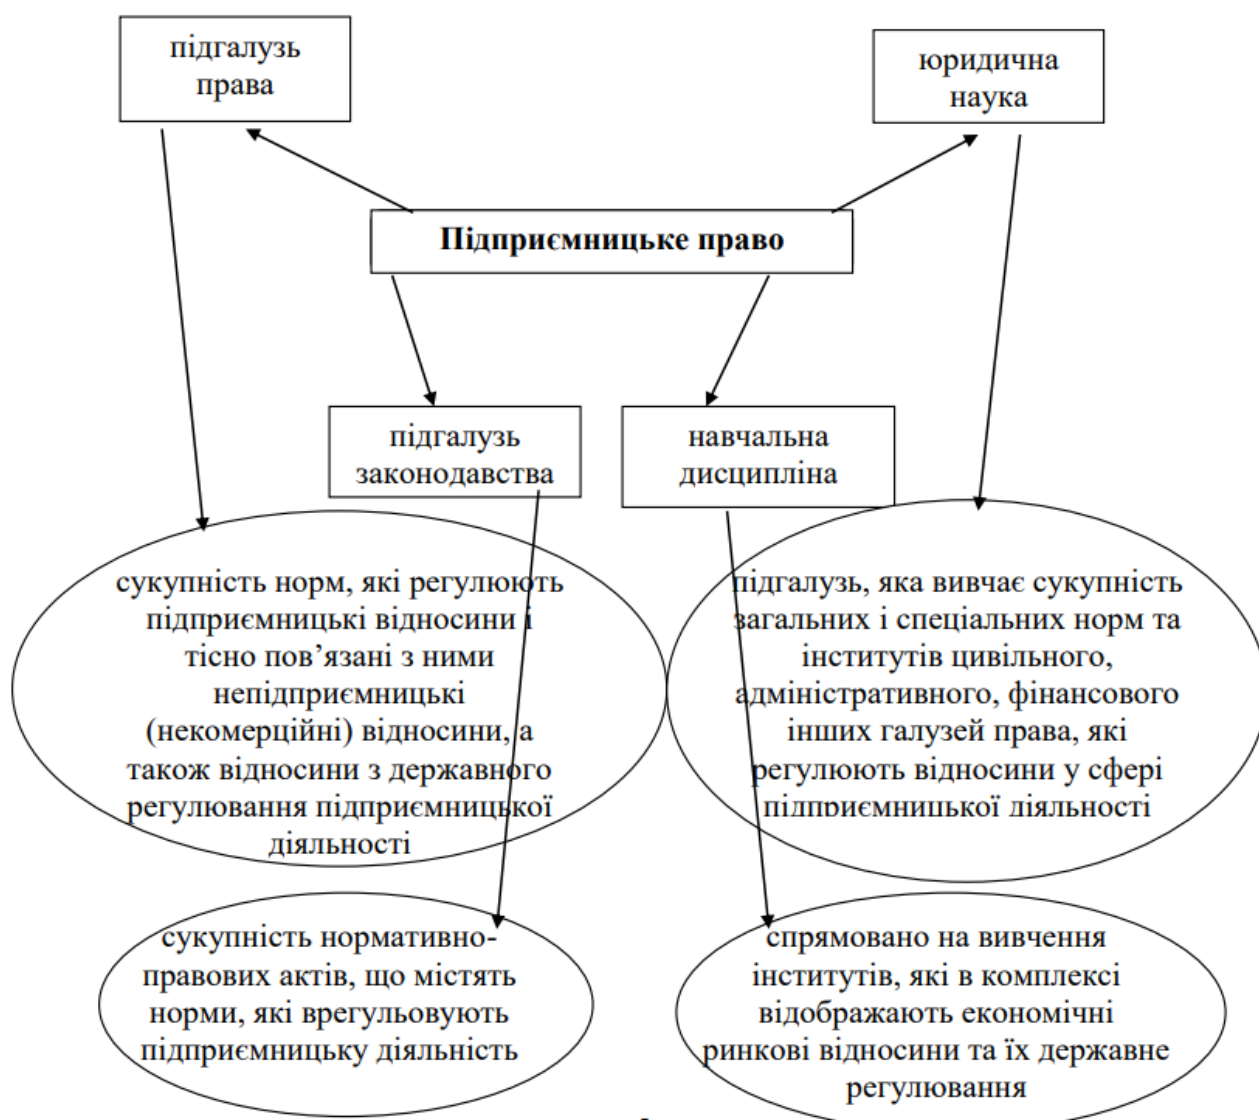 підгалузь
права
юридична
наука
Підприємницьке право
підгалузь
законодавства
навчальна
дисципліна
сукупність норм, які регулюють
підприємницькі відносини і
тісно пов’язані з ними
непідприємницькі
(некомерційні) відносини, а
також відносини з державного
регулювання підприємницької
діяльності
підгалузь, яка вивчає сукупність
загальних і спеціальних норм та
інститутів цивільного,
адміністративного, фінансового
інших галузей права, які
регулюють відносини у сфері
підприємницької діяльності
сукупність нормативно-
правових актів, що містять
норми, які врегульовують
підприємницьку діяльність
спрямовано на вивчення
інститутів, які в комплексі
відображають економічні
ринкові відносини та їх державне
регулювання